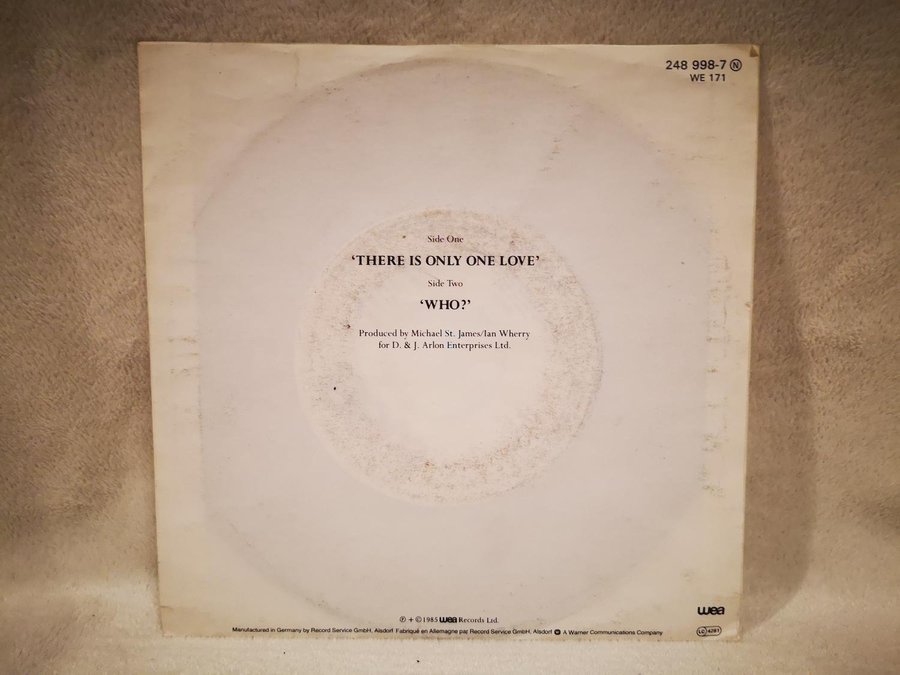 248 998-7 Ⓝ
WE 171
Side One
‘THERE IS ONLY ONE LOVE’
Side Two
‘WHO?’
Produced by Michael St. James/Ian Wherry
for D. & J. Arlon Enterprises Ltd.
wea
℗ + © 1985 wea Records Ltd.
Manufactured in Germany by Record Service GmbH, Alsdorf Fabriqué en Allemagne par Record Service GmbH, Alsdorf A Warner Communications Company
LC 4281